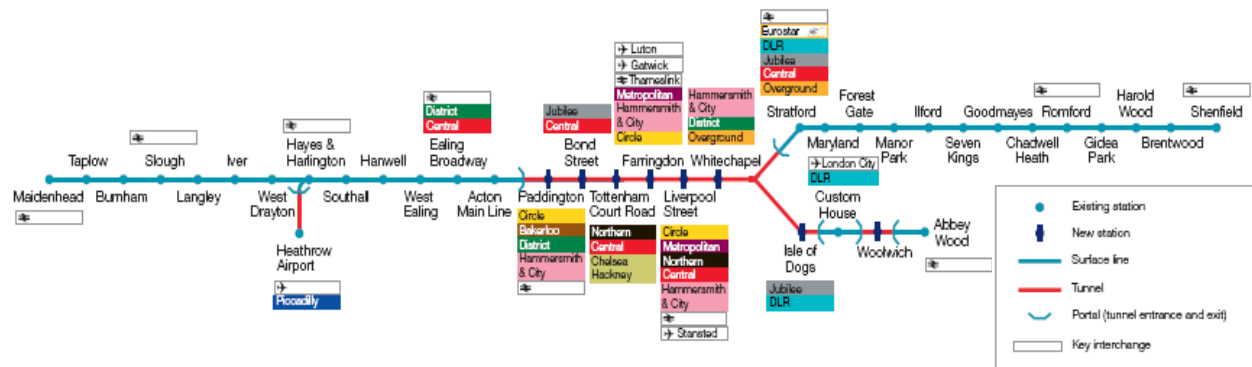 Luton
Gatwick
Thameslink
Metropolitan
Hammersmith
& City
Circle
Hammersmith
& City
District
Overground
Eurostar
DLR
Jubilee
Central
Overground
District
Central
Jubilee
Central
Taplow
Slough
Iver
Hayes &
Harlington
Hanwell
Ealing
Broadway
Bond
Street
Farringdon
Whitechapel
Stratford
Forest
Gate
Ilford
Goodmayes
Romford
Harold
Wood
Shenfield
Maidenhead
Burnham
Langley
West
Drayton
Southall
West
Ealing
Acton
Main Line
Paddington
Tottenham
Court Road
Liverpool
Street
Maryland
Manor
Park
Seven
Kings
Chadwell
Heath
Gidea
Park
Brentwood
London City
DLR
Custom
House
Isle of
Dogs
Woolwich
Abbey
Wood
Heathrow
Airport
Piccadilly
Circle
Bakerloo
District
Hammersmith
& City
Northern
Central
Chelsea
Hackney
Circle
Metropolitan
Northern
Central
Hammersmith
& City
Stansted
Jubilee
DLR
Existing station
New station
Surface line
Tunnel
Portal (tunnel entrance and exit)
Key interchange